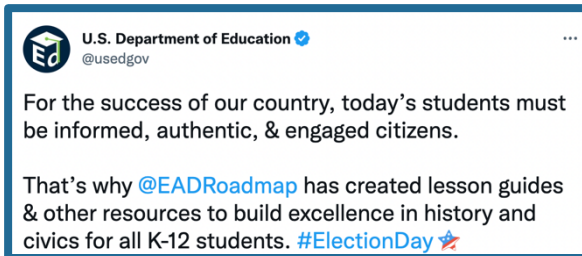 Ed
U.S. Department of Education
@usedgov
For the success of our country, today’s students must
be informed, authentic, & engaged citizens.
That’s why @EADRoadmap has created lesson guides
& other resources to build excellence in history and
civics for all K-12 students. #ElectionDay